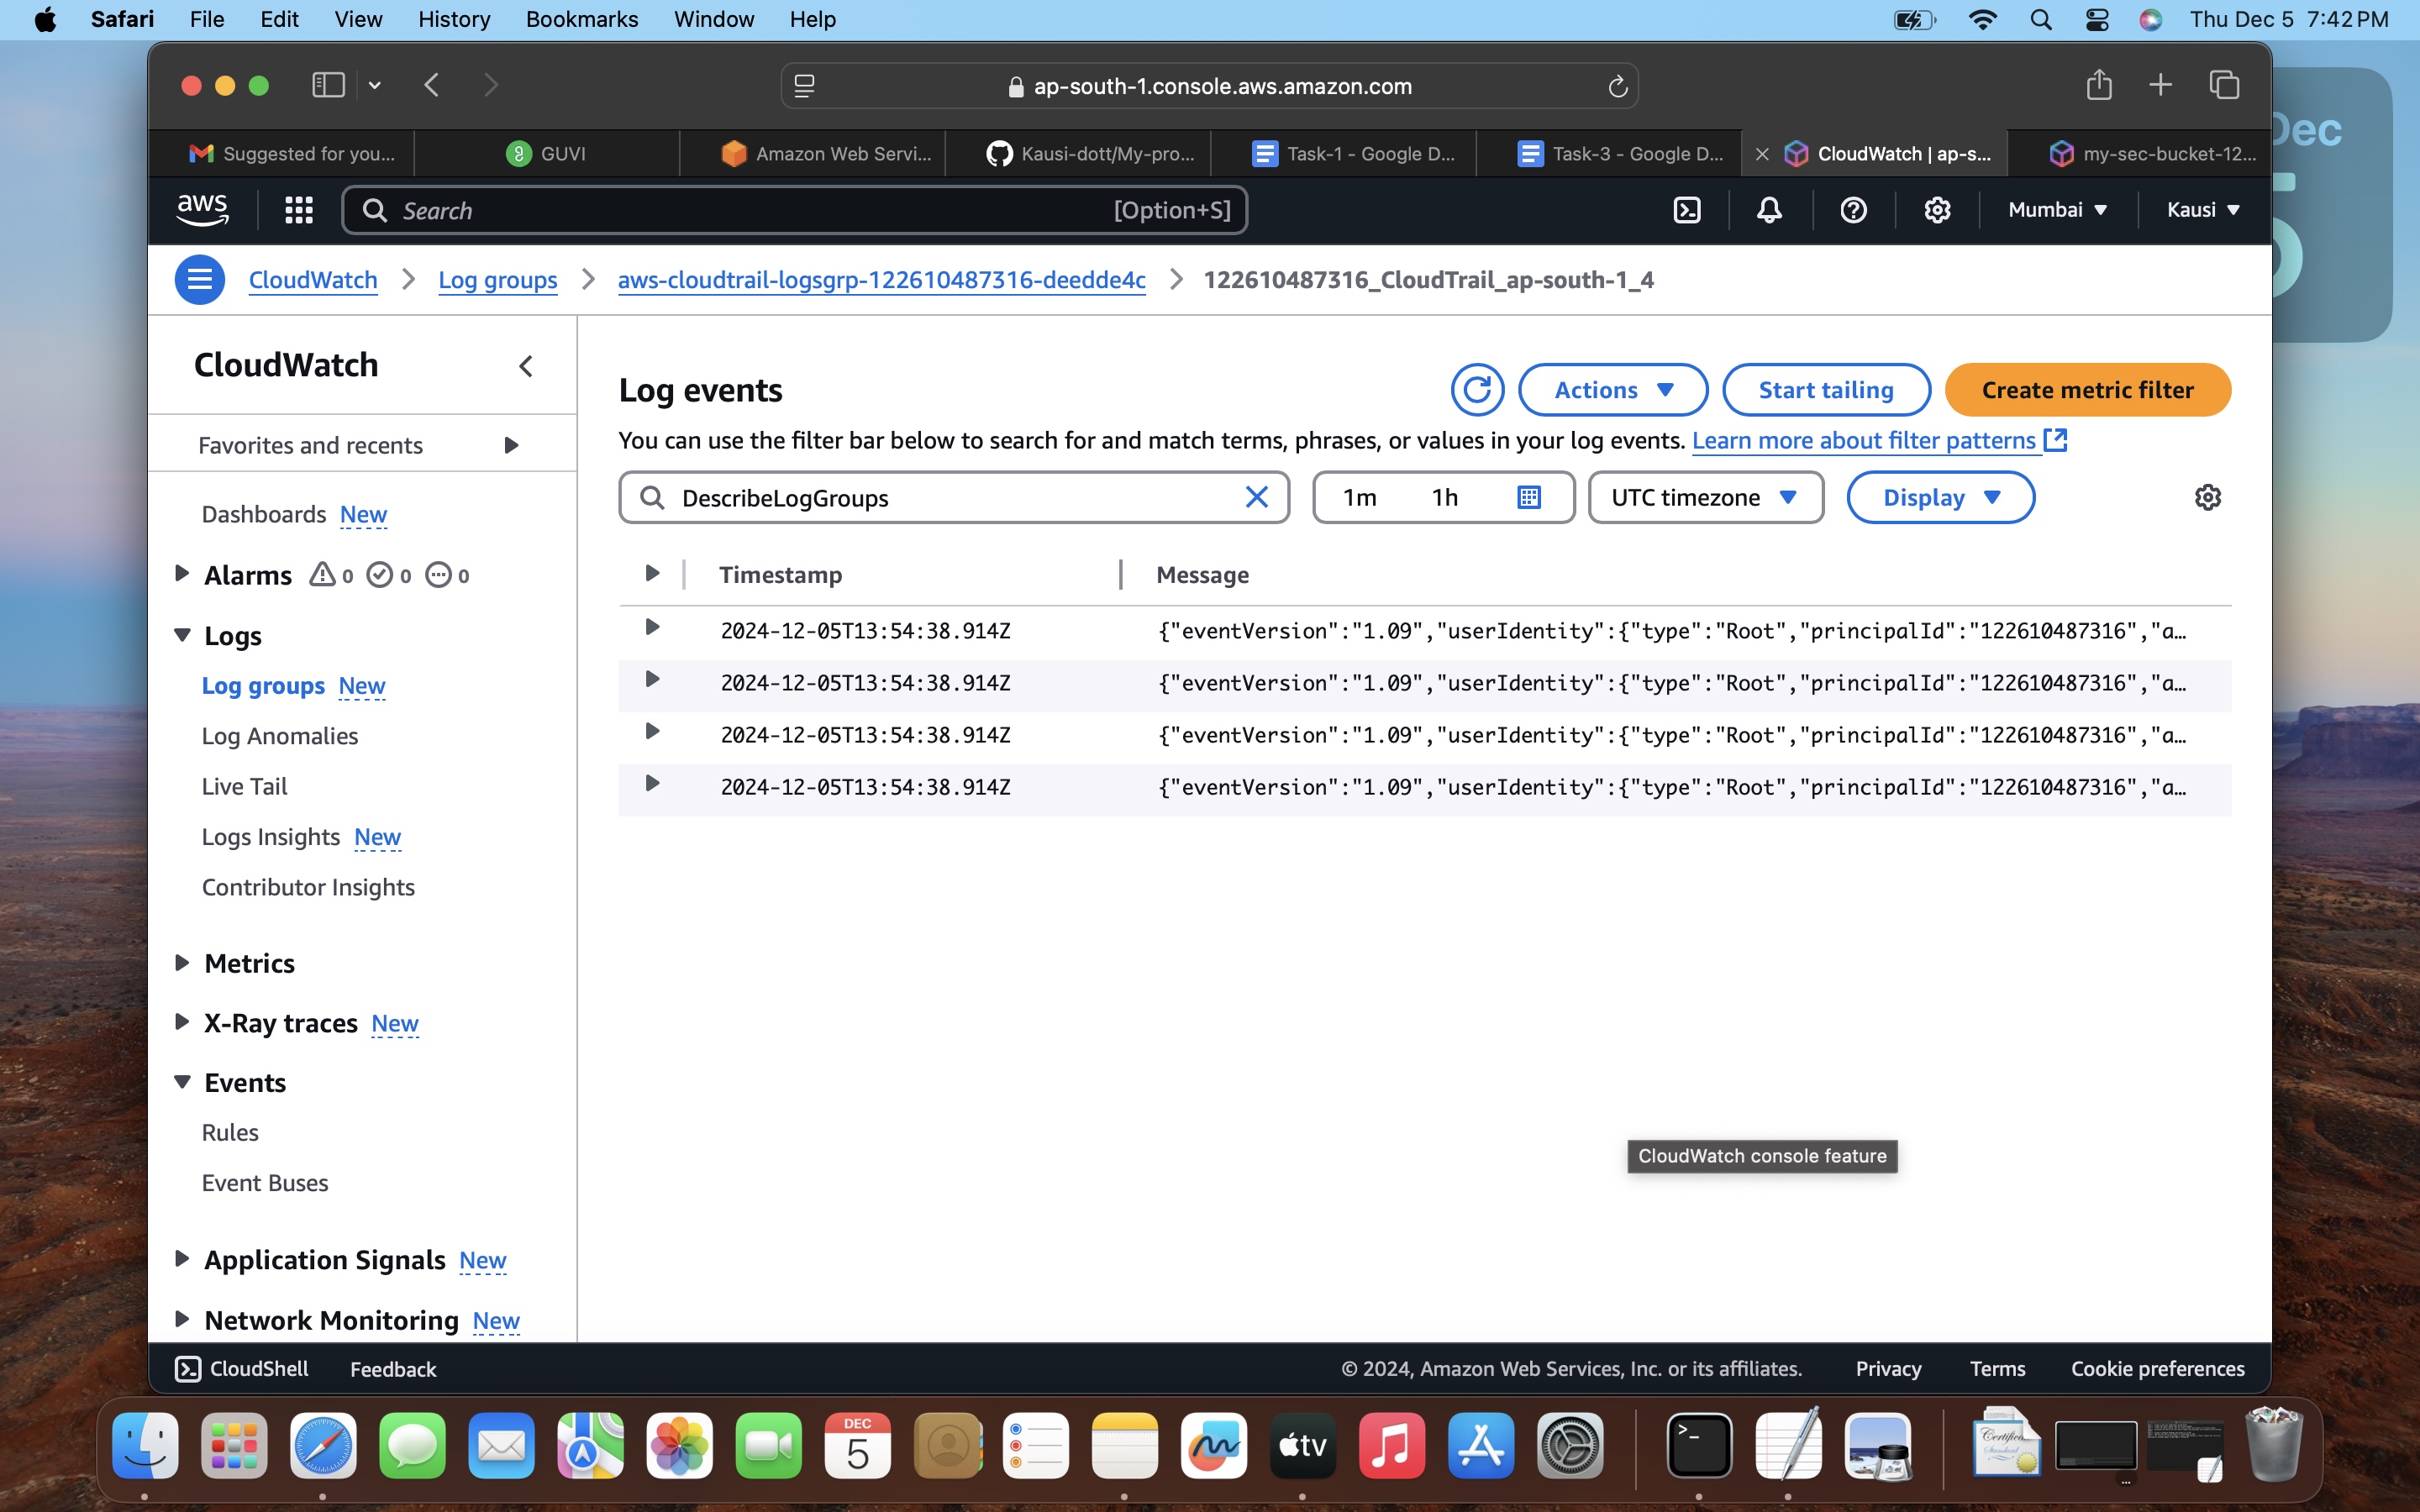 Safari File Edit View History Bookmarks Window Help Thu Dec 5 7:42 PM
ap-south-1.console.aws.amazon.com
Suggested for you... GUVI Amazon Web Servi... Kausi-dott/My-pro... Task-1 - Google D... Task-3 - Google D... CloudWatch | ap-s... my-sec-bucket-12...
Dec
5
aws Search [Option+S] Mumbai Kausi
CloudWatch Log groups aws-cloudtrail-logsgrp-122610487316-deedde4c 122610487316_CloudTrail_ap-south-1_4
CloudWatch
Favorites and recents
Dashboards New
Alarms 0 0 0
Logs
Log groups New
Log Anomalies
Live Tail
Logs Insights New
Contributor Insights
Metrics
X-Ray traces New
Events
Rules
Event Buses
Application Signals New
Network Monitoring New
Log events
Actions Start tailing Create metric filter
You can use the filter bar below to search for and match terms, phrases, or values in your log events. Learn more about filter patterns
DescribeLogGroups 1m 1h UTC timezone Display
Timestamp Message
2024-12-05T13:54:38.914Z {"eventVersion":"1.09","userIdentity":{"type":"Root","principalId":"122610487316","a…
2024-12-05T13:54:38.914Z {"eventVersion":"1.09","userIdentity":{"type":"Root","principalId":"122610487316","a…
2024-12-05T13:54:38.914Z {"eventVersion":"1.09","userIdentity":{"type":"Root","principalId":"122610487316","a…
2024-12-05T13:54:38.914Z {"eventVersion":"1.09","userIdentity":{"type":"Root","principalId":"122610487316","a…
CloudWatch console feature
CloudShell Feedback © 2024, Amazon Web Services, Inc. or its affiliates. Privacy Terms Cookie preferences
DEC
5
tv